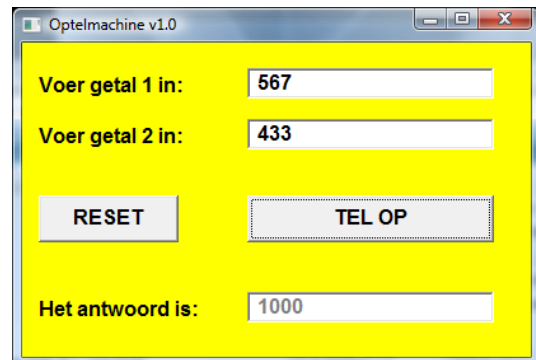 Optelmachine v1.0
Voer getal 1 in: 567
Voer getal 2 in: 433
RESET TEL OP
Het antwoord is: 1000